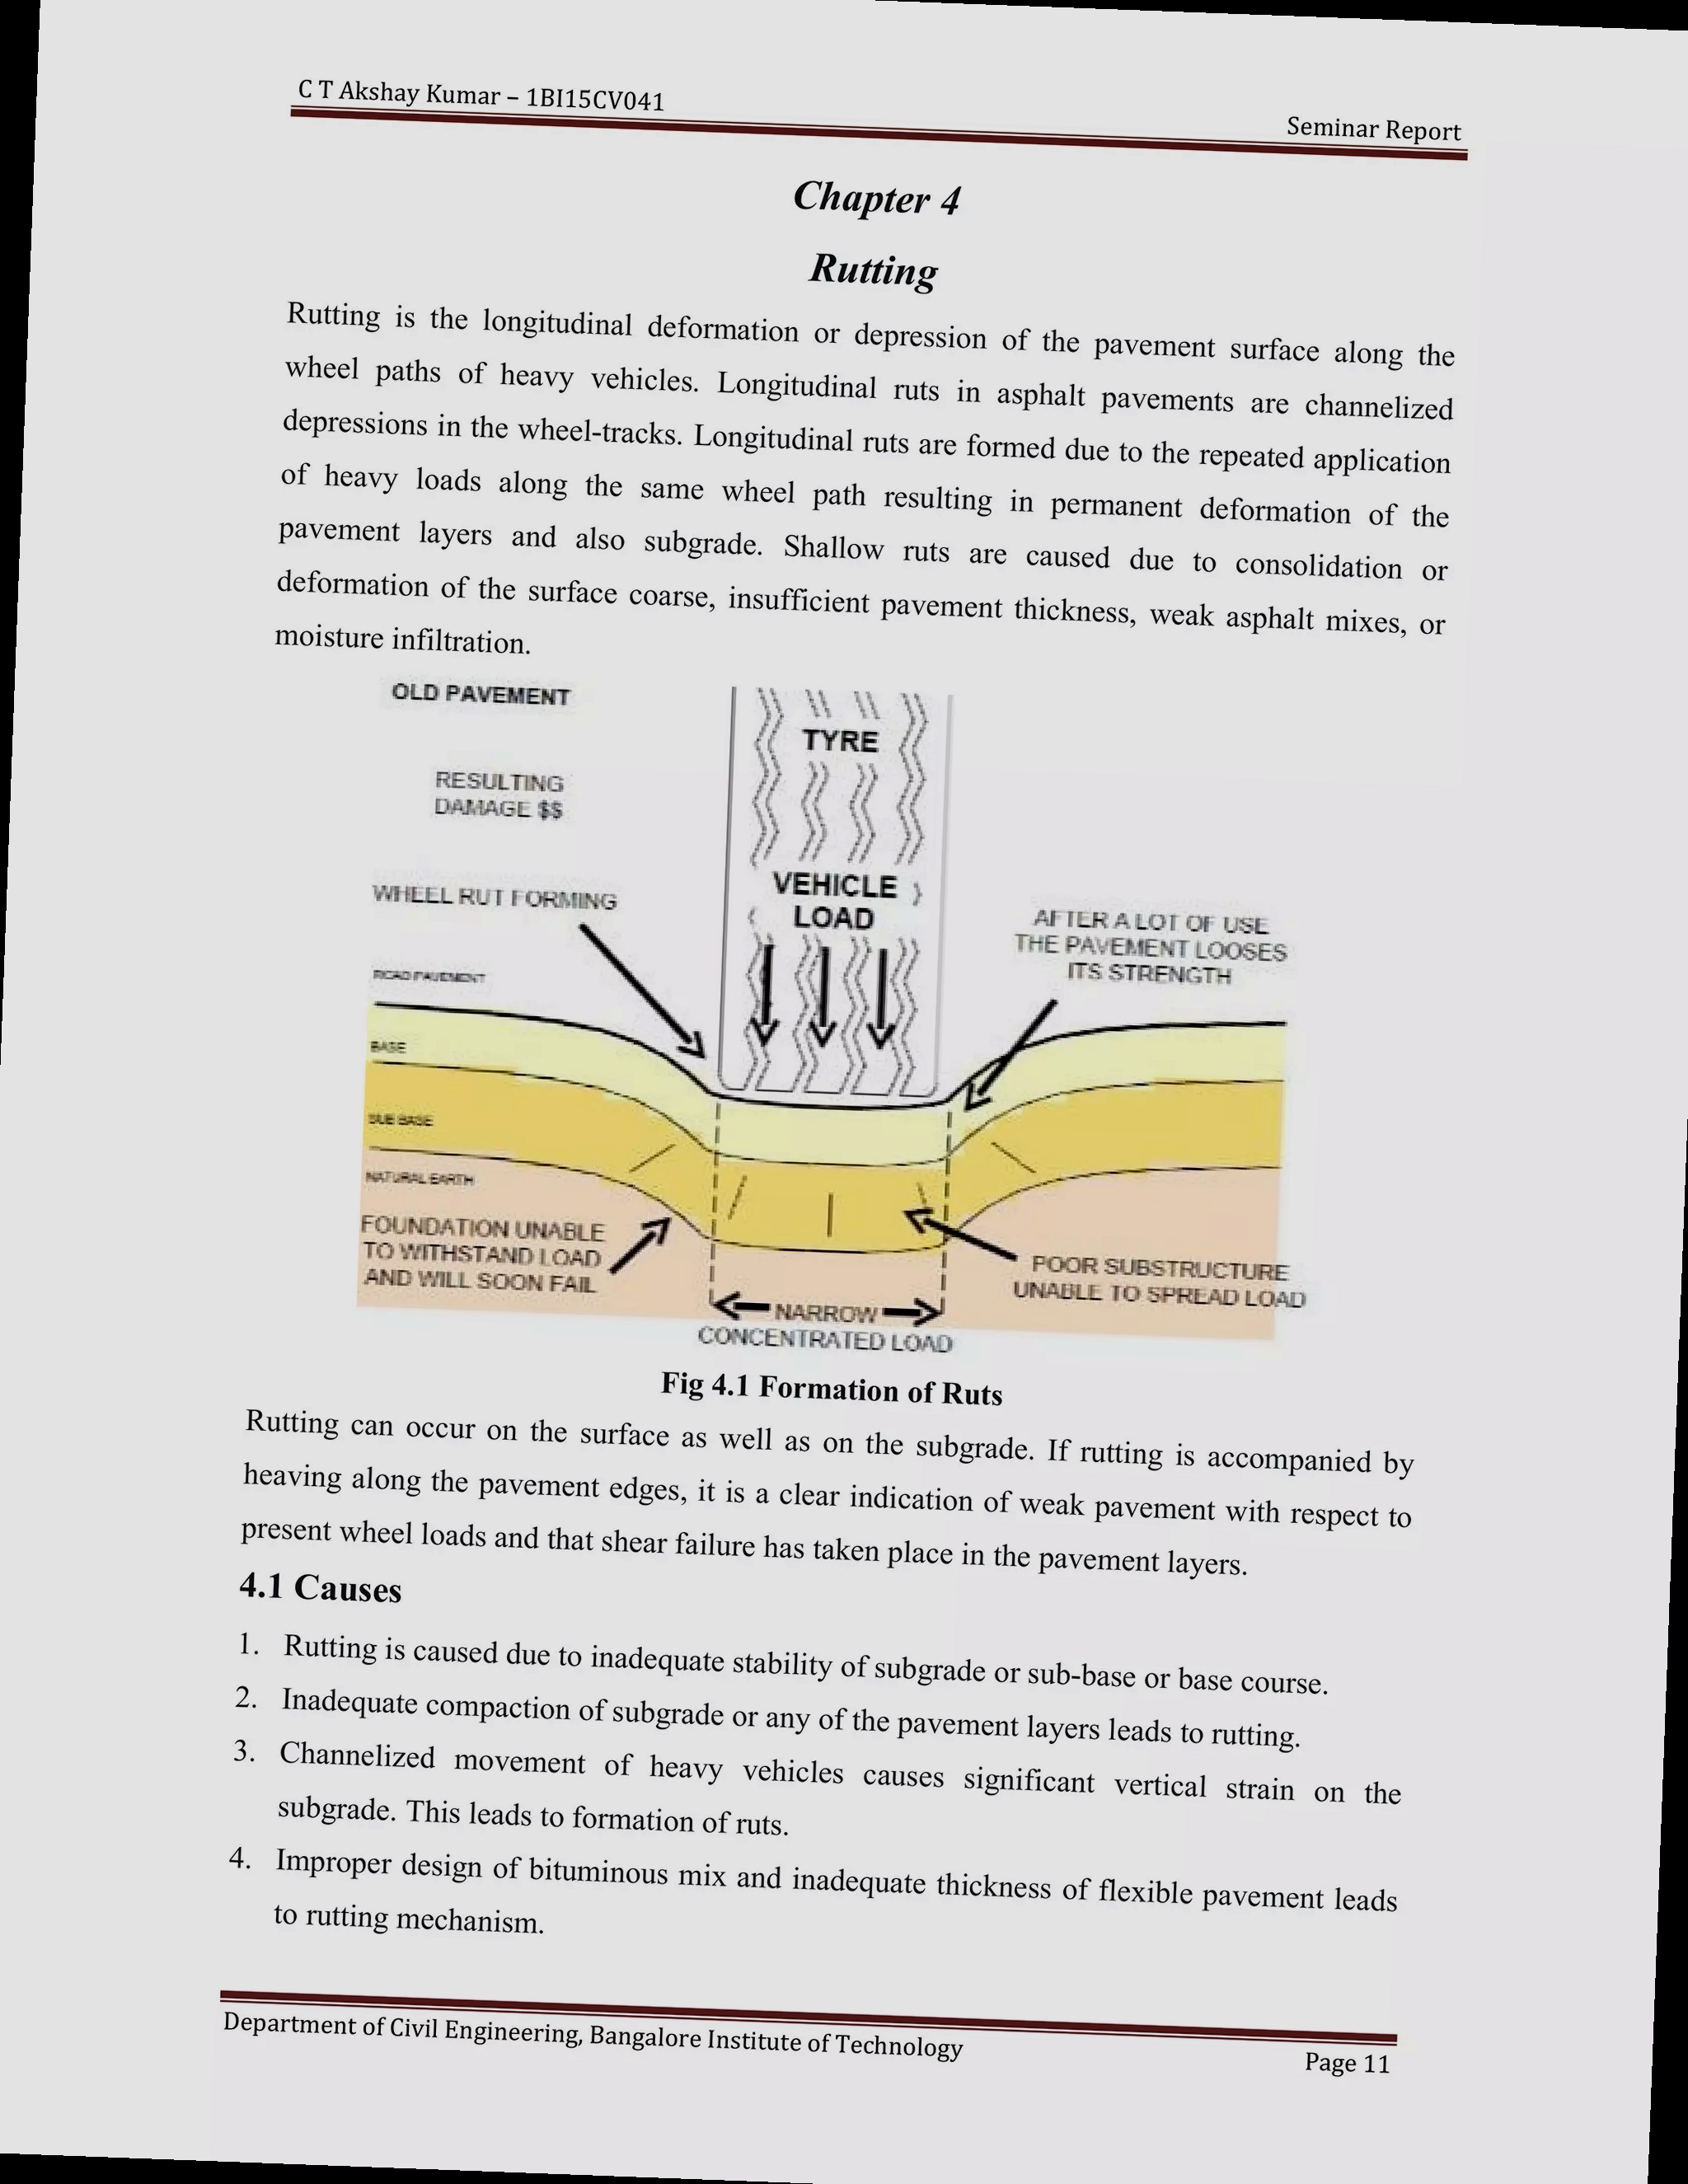 C T Akshay Kumar – 1BI15CV041
Seminar Report
Chapter 4
Rutting
Rutting is the longitudinal deformation or depression of the pavement surface along the
wheel paths of heavy vehicles. Longitudinal ruts in asphalt pavements are channelized
depressions in the wheel-tracks. Longitudinal ruts are formed due to the repeated application
of heavy loads along the same wheel path resulting in permanent deformation of the
pavement layers and also subgrade. Shallow ruts are caused due to consolidation or
deformation of the surface coarse, insufficient pavement thickness, weak asphalt mixes, or
moisture infiltration.
OLD PAVEMENT
TYRE
RESULTING
DAMAGE $$
VEHICLE
LOAD
WHEEL RUT FORMING
AFTER A LOT OF USE
THE PAVEMENT LOOSES
ITS STRENGTH
ROAD PAVEMENT
BASE
SUB BASE
NATURAL EARTH
FOUNDATION UNABLE
TO WITHSTAND LOAD
AND WILL SOON FAIL
POOR SUBSTRUCTURE
UNABLE TO SPREAD LOAD
NARROW
CONCENTRATED LOAD
Fig 4.1 Formation of Ruts
Rutting can occur on the surface as well as on the subgrade. If rutting is accompanied by
heaving along the pavement edges, it is a clear indication of weak pavement with respect to
present wheel loads and that shear failure has taken place in the pavement layers.
4.1 Causes
1. Rutting is caused due to inadequate stability of subgrade or sub-base or base course.
2. Inadequate compaction of subgrade or any of the pavement layers leads to rutting.
3. Channelized movement of heavy vehicles causes significant vertical strain on the
subgrade. This leads to formation of ruts.
4. Improper design of bituminous mix and inadequate thickness of flexible pavement leads
to rutting mechanism.
Department of Civil Engineering, Bangalore Institute of Technology
Page 11